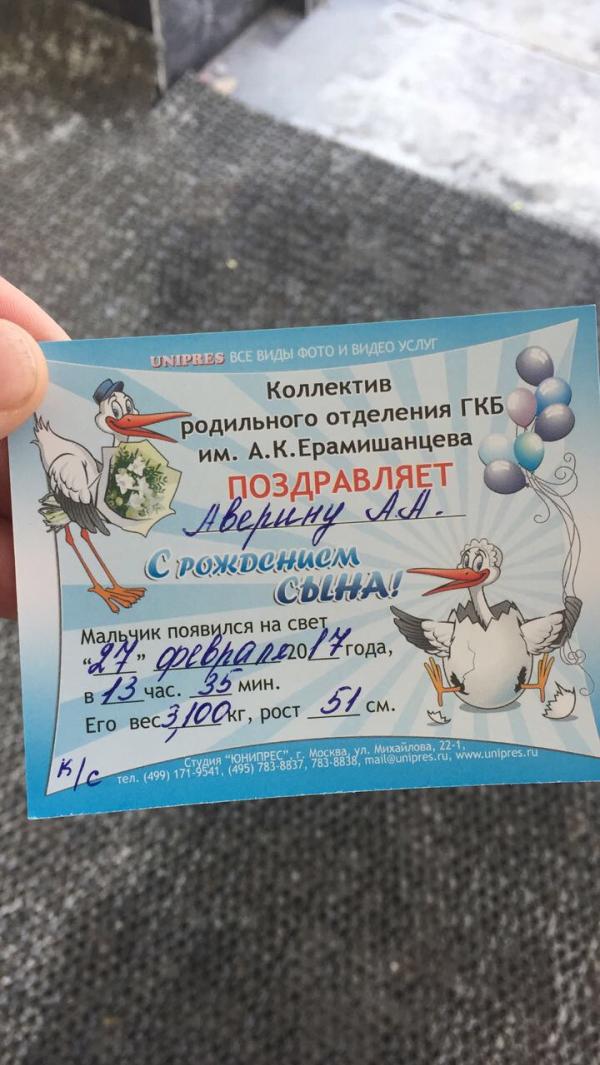 UNIPRES ВСЕ ВИДЫ ФОТО И ВИДЕО УСЛУГ
Коллектив
родильного отделения ГКБ
им. А.К.Ерамишанцева
ПОЗДРАВЛЯЕТ
Аверину А.А.
С РОЖДЕНИЕМ
СЫНА!
Мальчик появился на свет
"27" февраля 2017 года,
в 13 час. 35 мин.
Его вес 3,100 кг, рост 51 см.
к/с
Студия "ЮНИПРЕС", г. Москва, ул. Михайлова, 22-1,
тел. (499) 171-9541, (495) 783-8837, 783-8838, mail@unipres.ru, www.unipres.ru